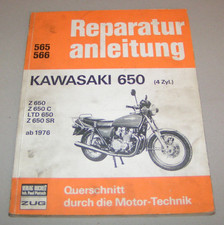 565
566
Reparatur
anleitung
KAWASAKI 650 (4 Zyl.)
Z 650
Z 650 C
LTD 650
Z 650 SR
ab 1976
ZUG
Querschnitt
durch die Motor-Technik